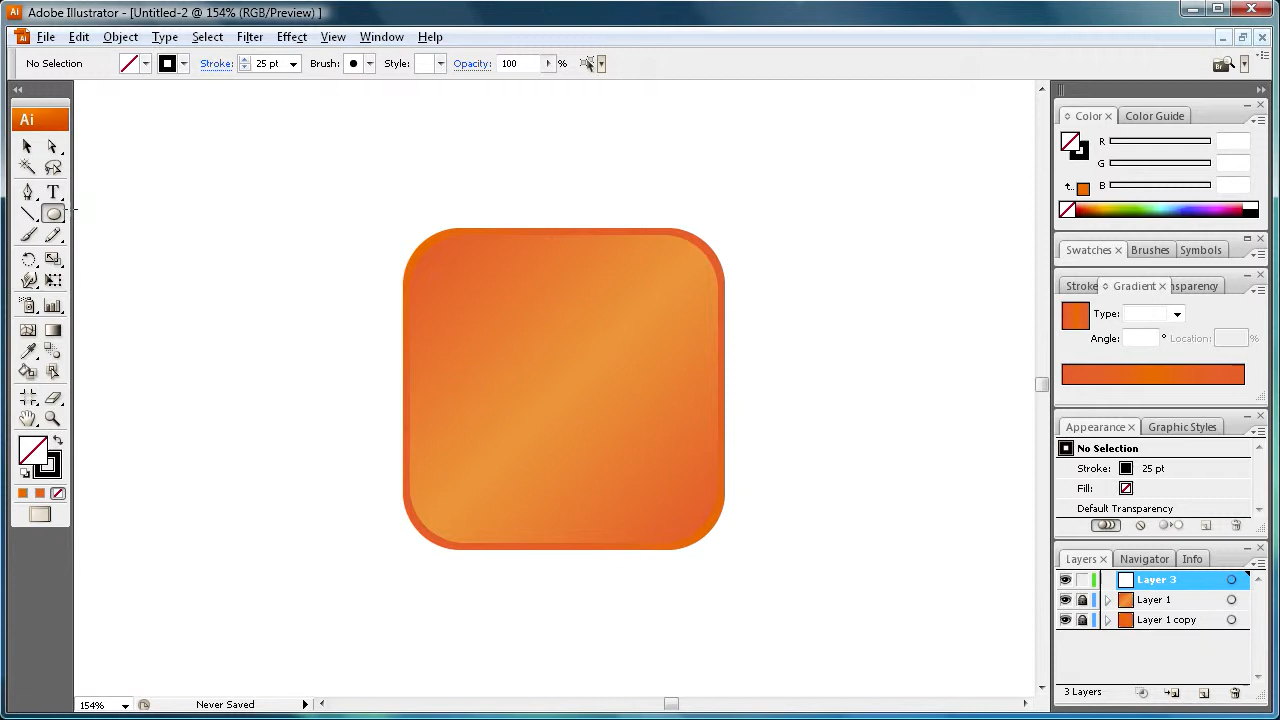 Adobe Illustrator - [Untitled-2 @ 154% (RGB/Preview) ]
File Edit Object Type Select Filter Effect View Window Help
No Selection Stroke: 25 pt Brush: Style: Opacity: 100 %
Ai
Color Color Guide
R
G
B
Swatches Brushes Symbols
Stroke Gradient nsparency
Type:
Angle: ° Location: %
Appearance Graphic Styles
No Selection
Stroke: 25 pt
Fill:
Default Transparency
Layers Navigator Info
Layer 3
Layer 1
Layer 1 copy
3 Layers
154% Never Saved